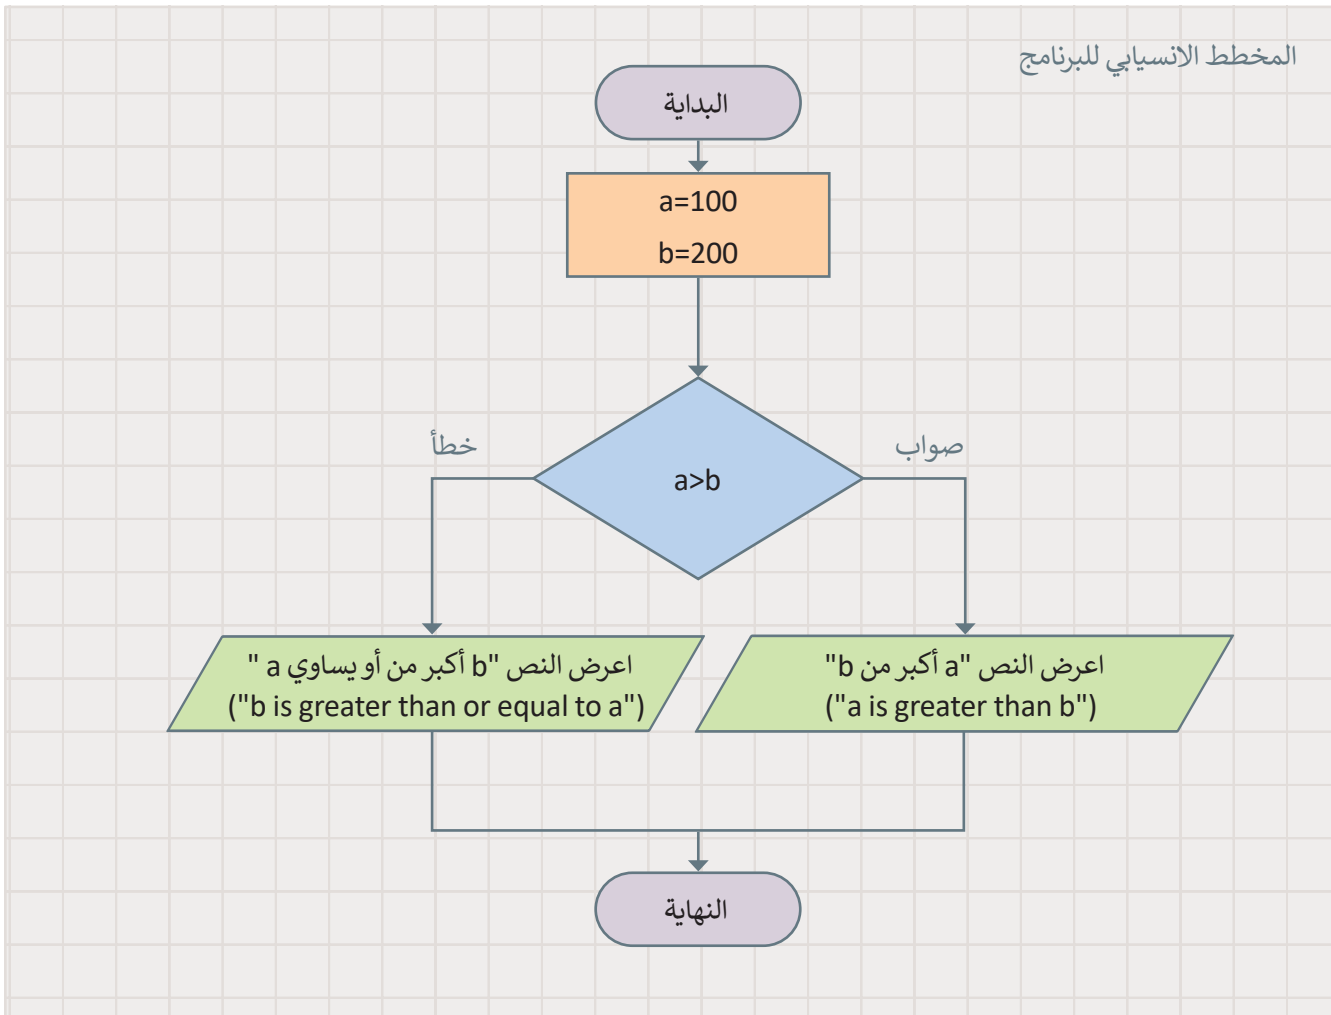 المخطط الانسيابي للبرنامج
البداية
a=100
b=200
a>b
صواب
خطأ
اعرض النص "a أكبر من b"
("a is greater than b")
اعرض النص "b أكبر من أو يساوي a "
("b is greater than or equal to a")
النهاية